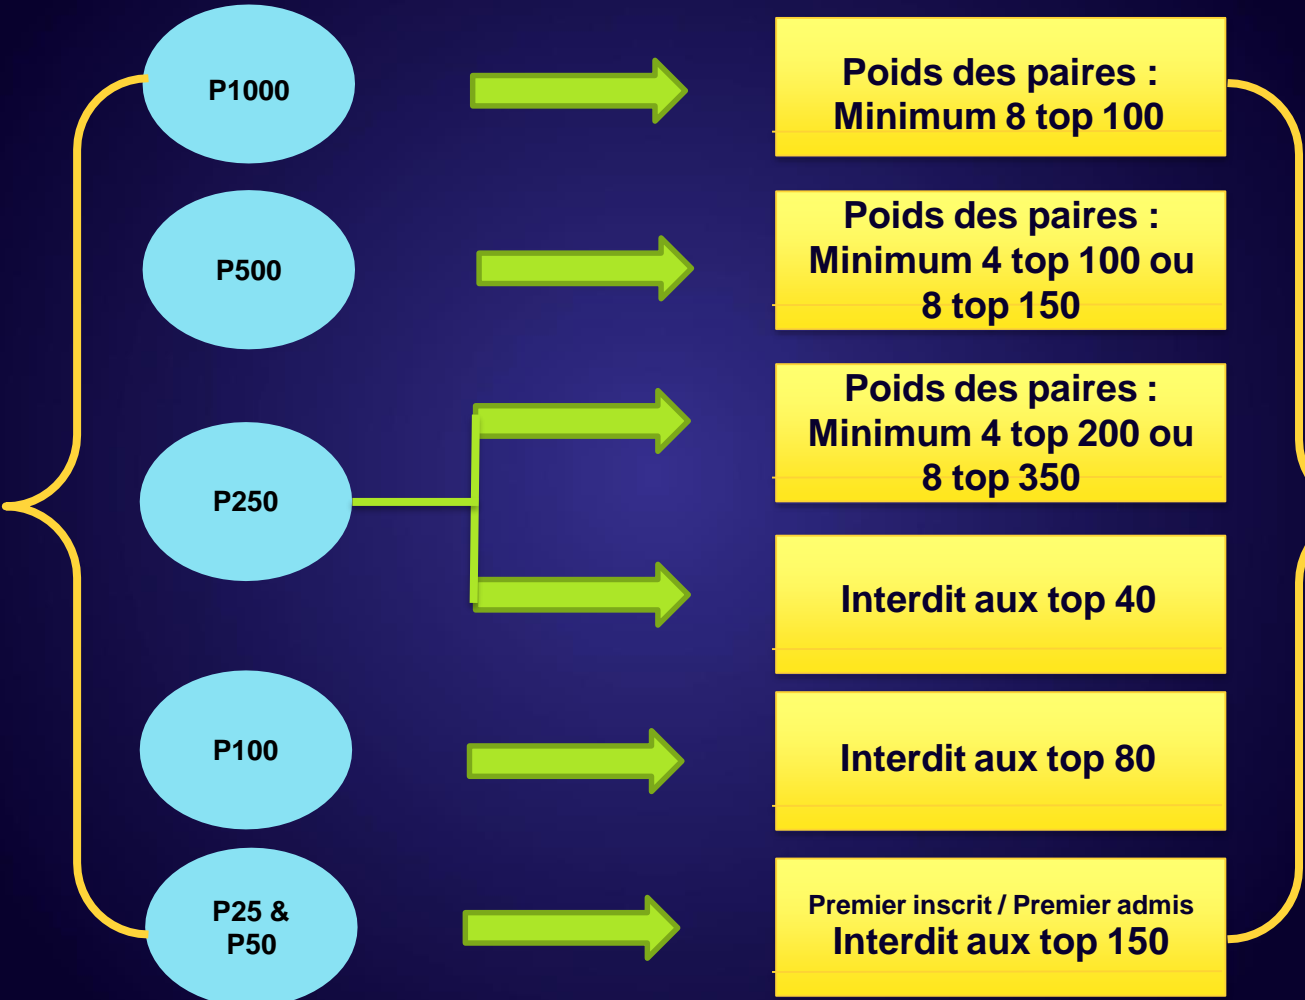 P1000
Poids des paires :
Minimum 8 top 100
P500
Poids des paires :
Minimum 4 top 100 ou
8 top 150
P250
Poids des paires :
Minimum 4 top 200 ou
8 top 350
Interdit aux top 40
P100
Interdit aux top 80
P25 &
P50
Premier inscrit / Premier admis
Interdit aux top 150